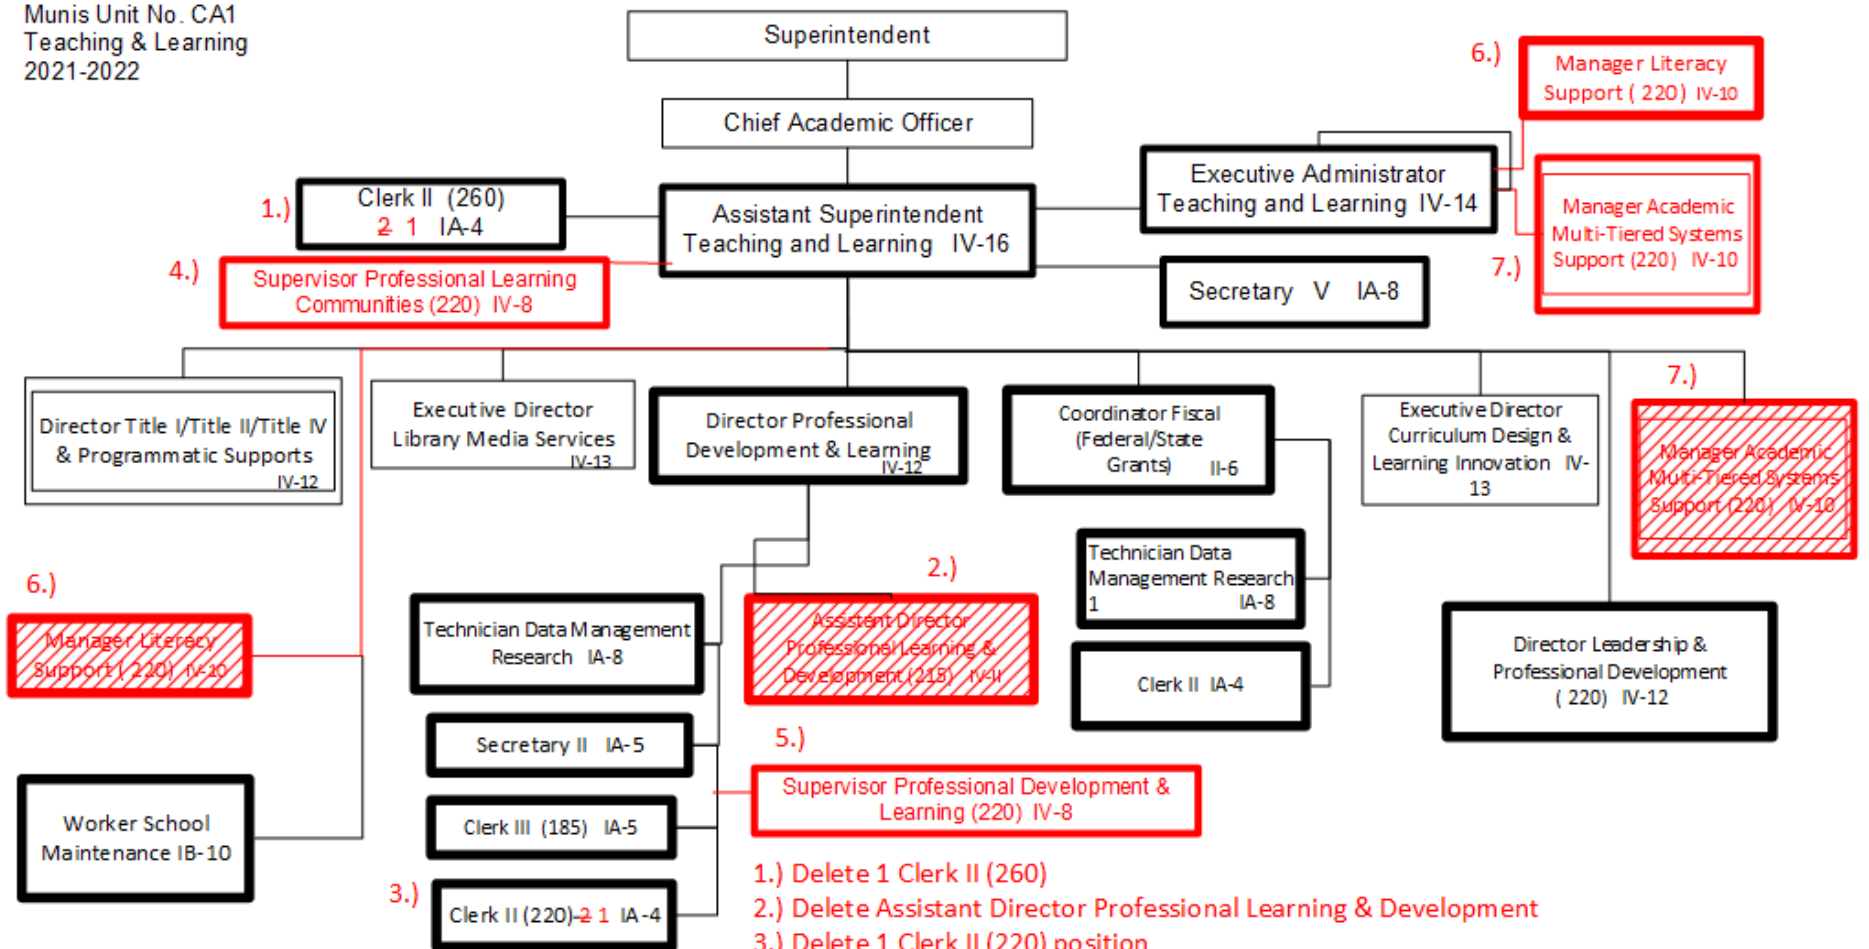 Munis Unit No. CA1
Teaching & Learning
2021-2022
Superintendent
Chief Academic Officer
6.)
Manager Literacy
Support ( 220) IV-10
1.)
Clerk II (260)
2 1 IA-4
Assistant Superintendent
Teaching and Learning IV-16
Executive Administrator
Teaching and Learning IV-14
Manager Academic
Multi-Tiered Systems
Support (220) IV-10
7.)
4.)
Supervisor Professional Learning
Communities (220) IV-8
Secretary V IA-8
Director Title I/Title II/Title IV
& Programmatic Supports
IV-12
Executive Director
Library Media Services
IV-13
Director Professional
Development & Learning
IV-12
Coordinator Fiscal
(Federal/State
Grants) II-6
Executive Director
Curriculum Design &
Learning Innovation IV-
13
7.)
Manager Academic
Multi-Tiered Systems
Support (220) IV-10
6.)
Manager Literacy
Support ( 220) IV-10
Technician Data Management
Research IA-8
2.)
Assistant Director
Professional Learning &
Development (215) IV-II
Technician Data
Management Research
1 IA-8
Clerk II IA-4
Director Leadership &
Professional Development
( 220) IV-12
Secretary II IA-5
5.)
Supervisor Professional Development &
Learning (220) IV-8
Worker School
Maintenance IB-10
Clerk III (185) IA-5
3.)
Clerk II (220) 2 1 IA-4
1.) Delete 1 Clerk II (260)
2.) Delete Assistant Director Professional Learning & Development
3.) Delete 1 Clerk II (220) position